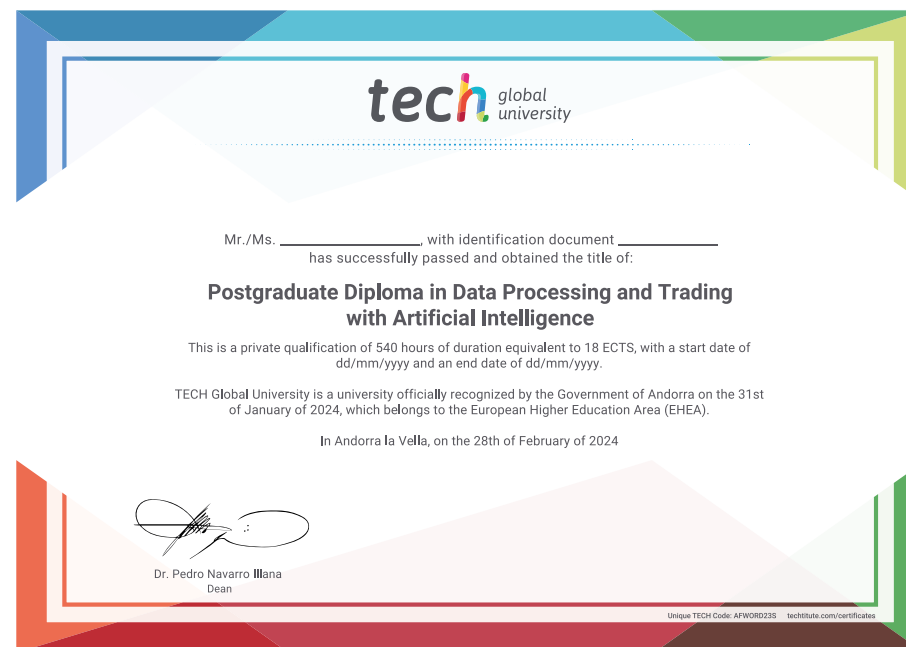 tech global
university
Mr./Ms. ____________________, with identification document ______________
has successfully passed and obtained the title of:
Postgraduate Diploma in Data Processing and Trading
with Artificial Intelligence
This is a private qualification of 540 hours of duration equivalent to 18 ECTS, with a start date of
dd/mm/yyyy and an end date of dd/mm/yyyy.
TECH Global University is a university officially recognized by the Government of Andorra on the 31st
of January of 2024, which belongs to the European Higher Education Area (EHEA).
In Andorra la Vella, on the 28th of February of 2024
Dr. Pedro Navarro Illana
Dean
Unique TECH Code: AFWORD23S techtitute.com/certificates